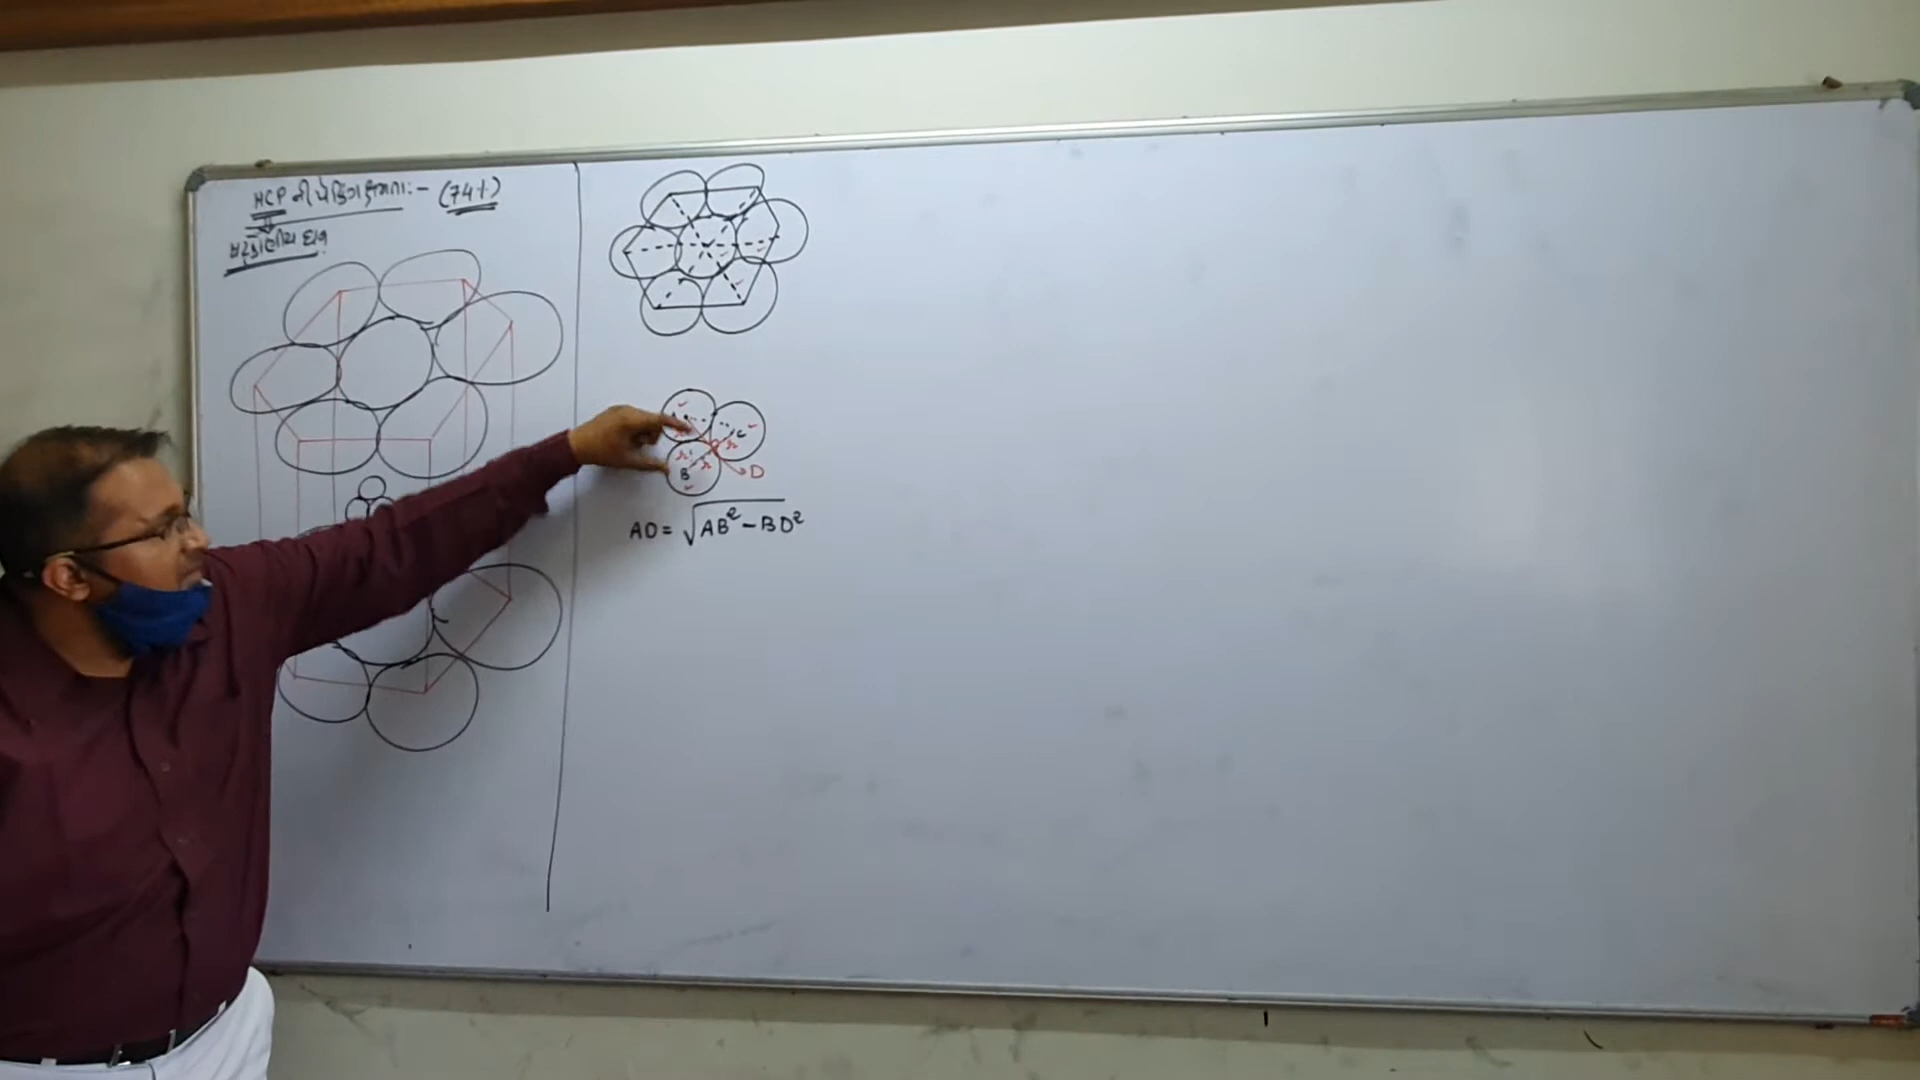 HCP ની પેકિંગ ક્ષમતા :- (74%)
ષટ્કોણીય ઘન
A
C
r
r
r
B
r
D
AD = √AB² - BD²